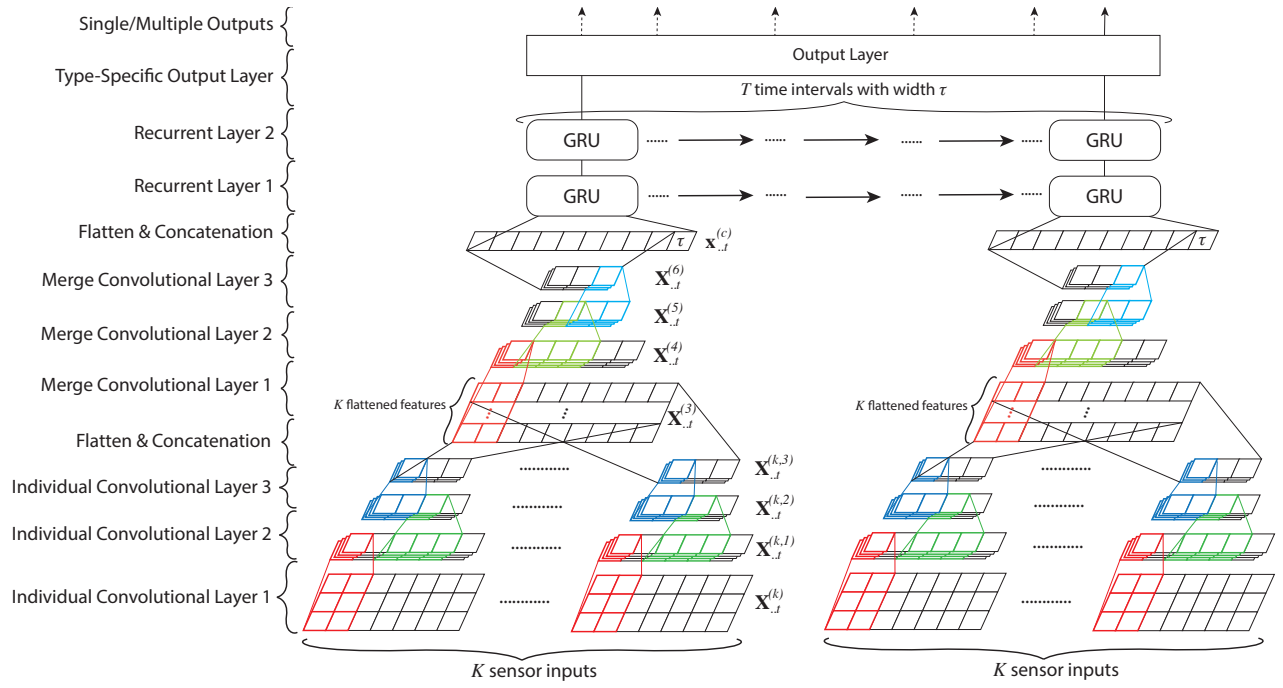 Single/Multiple Outputs
Type-Specific Output Layer
Output Layer
T time intervals with width τ
Recurrent Layer 2
GRU
......
......
......
......
GRU
Recurrent Layer 1
GRU
......
......
......
......
GRU
Flatten & Concatenation
τ
x..t(c)
τ
Merge Convolutional Layer 3
X..t(6)
Merge Convolutional Layer 2
X..t(5)
X..t(4)
Merge Convolutional Layer 1
K flattened features
K flattened features
X..t(3)
Flatten & Concatenation
Individual Convolutional Layer 3
X..t(k,3)
X..t(k,2)
Individual Convolutional Layer 2
X..t(k,1)
Individual Convolutional Layer 1
X..t(k)
K sensor inputs
K sensor inputs